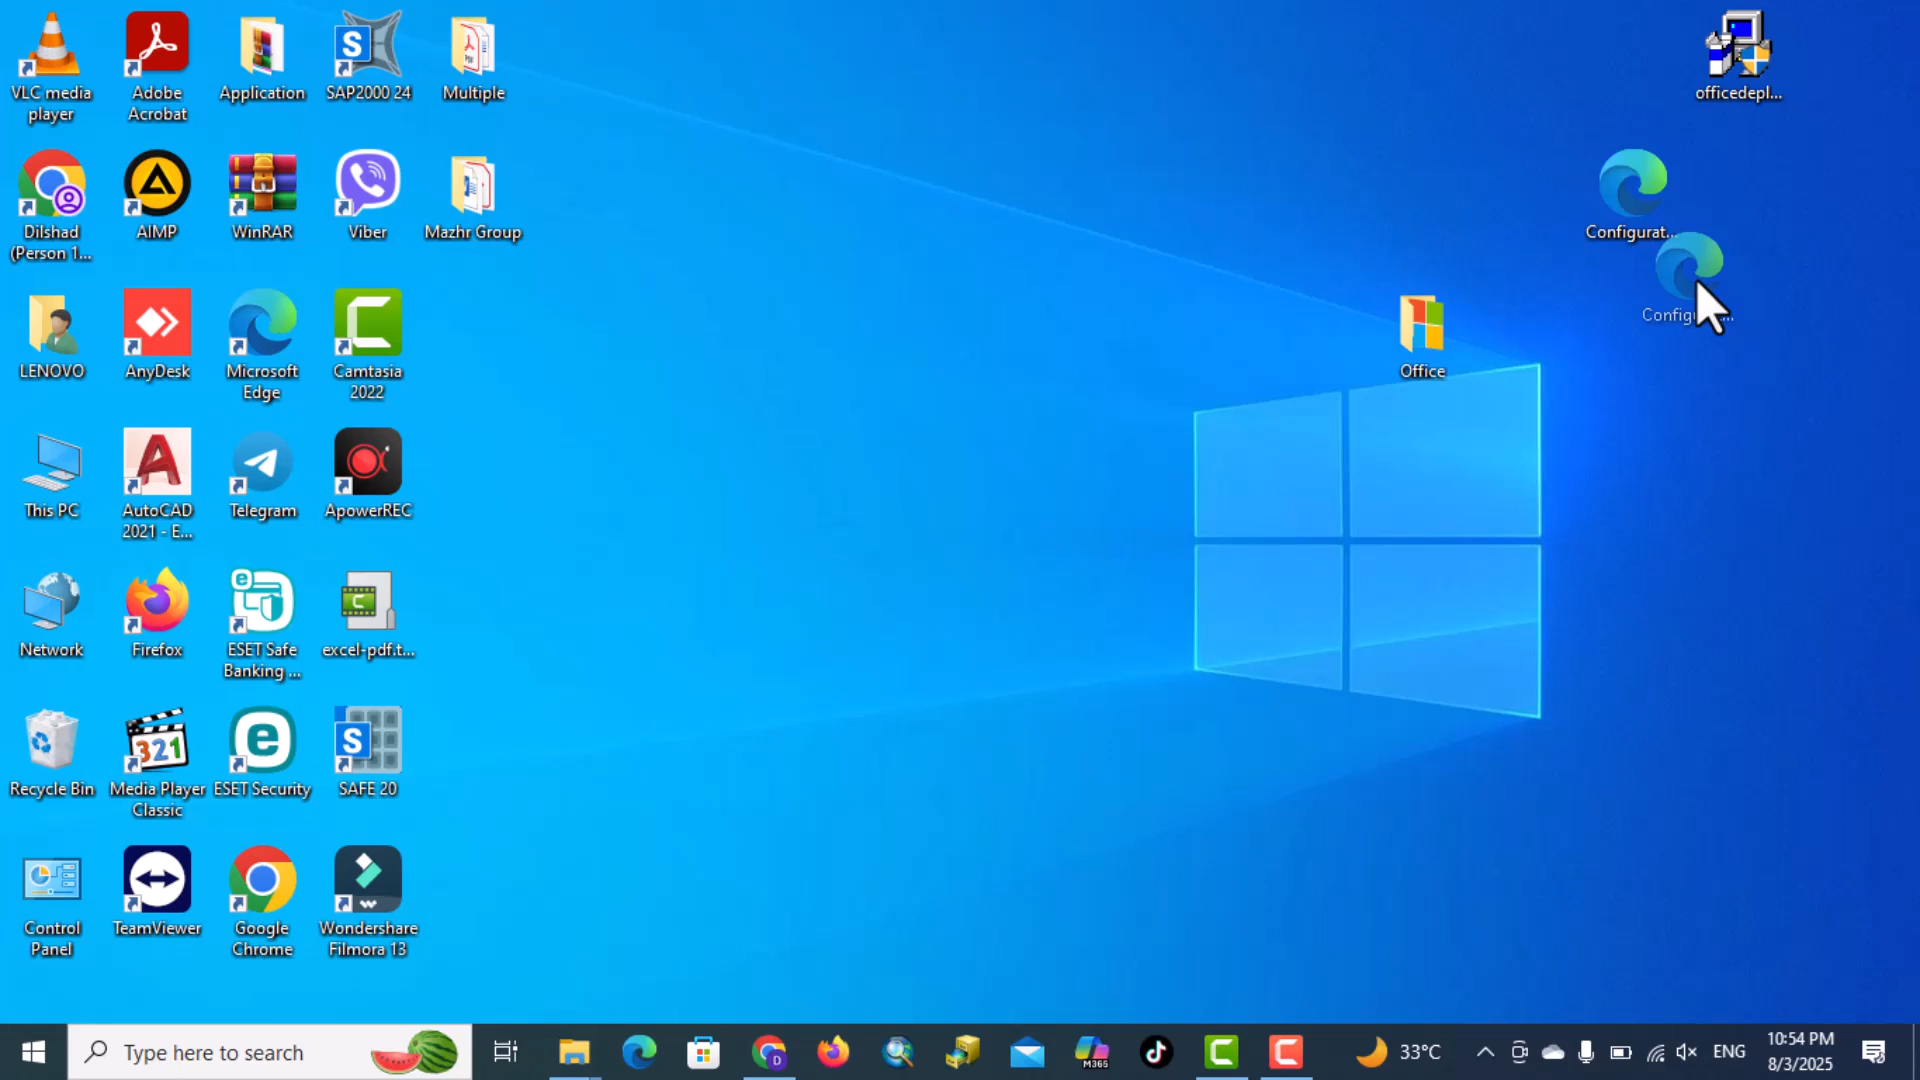 VLC media
player
Adobe
Acrobat
Application
SAP2000 24
Multiple
officedepl...
Dilshad
(Person 1...
AIMP
WinRAR
Viber
Mazhr Group
Configurat...
LENOVO
AnyDesk
Microsoft
Edge
Camtasia
2022
Office
This PC
AutoCAD
2021 - E...
Telegram
ApowerREC
Network
Firefox
ESET Safe
Banking ...
excel-pdf.t...
Recycle Bin
Media Player
Classic
ESET Security
SAFE 20
Control
Panel
TeamViewer
Google
Chrome
Wondershare
Filmora 13
Type here to search
33°C
ENG
10:54 PM
8/3/2025